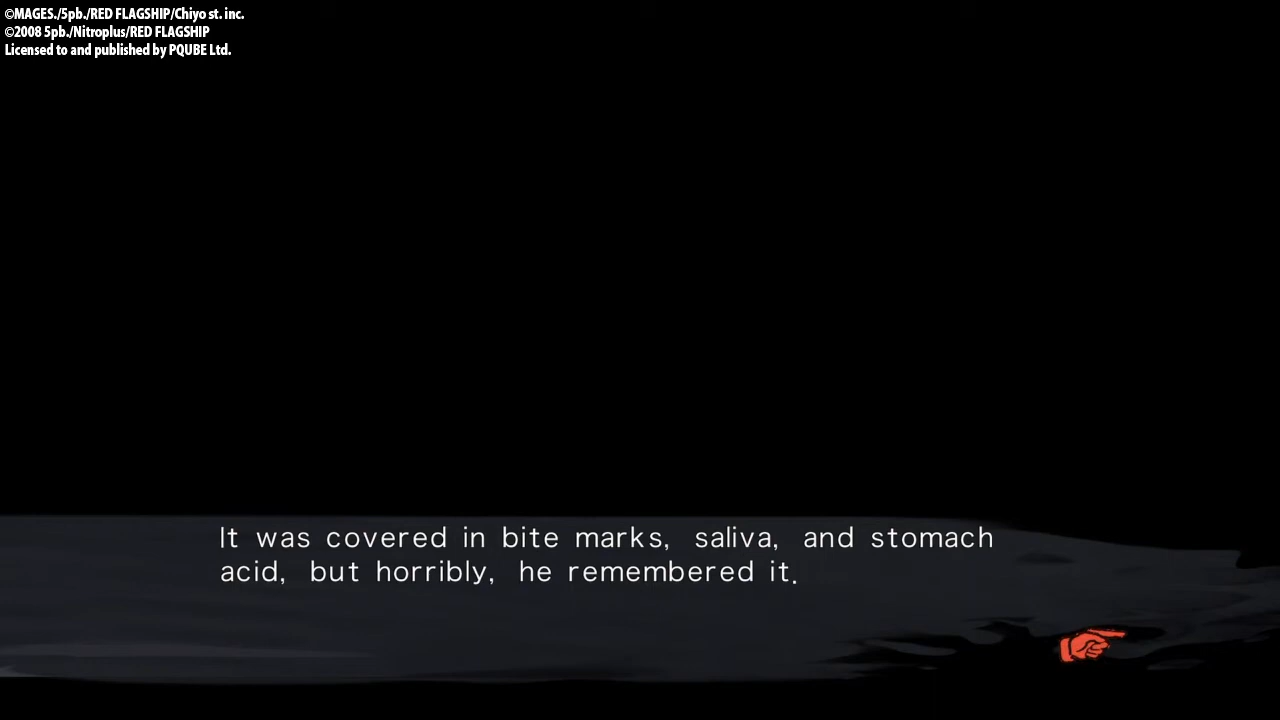 ©MAGES./5pb./RED FLAGSHIP/Chiyo st. inc.
©2008 5pb./Nitroplus/RED FLAGSHIP
Licensed to and published by PQUBE Ltd.
It was covered in bite marks, saliva, and stomach
acid, but horribly, he remembered it.